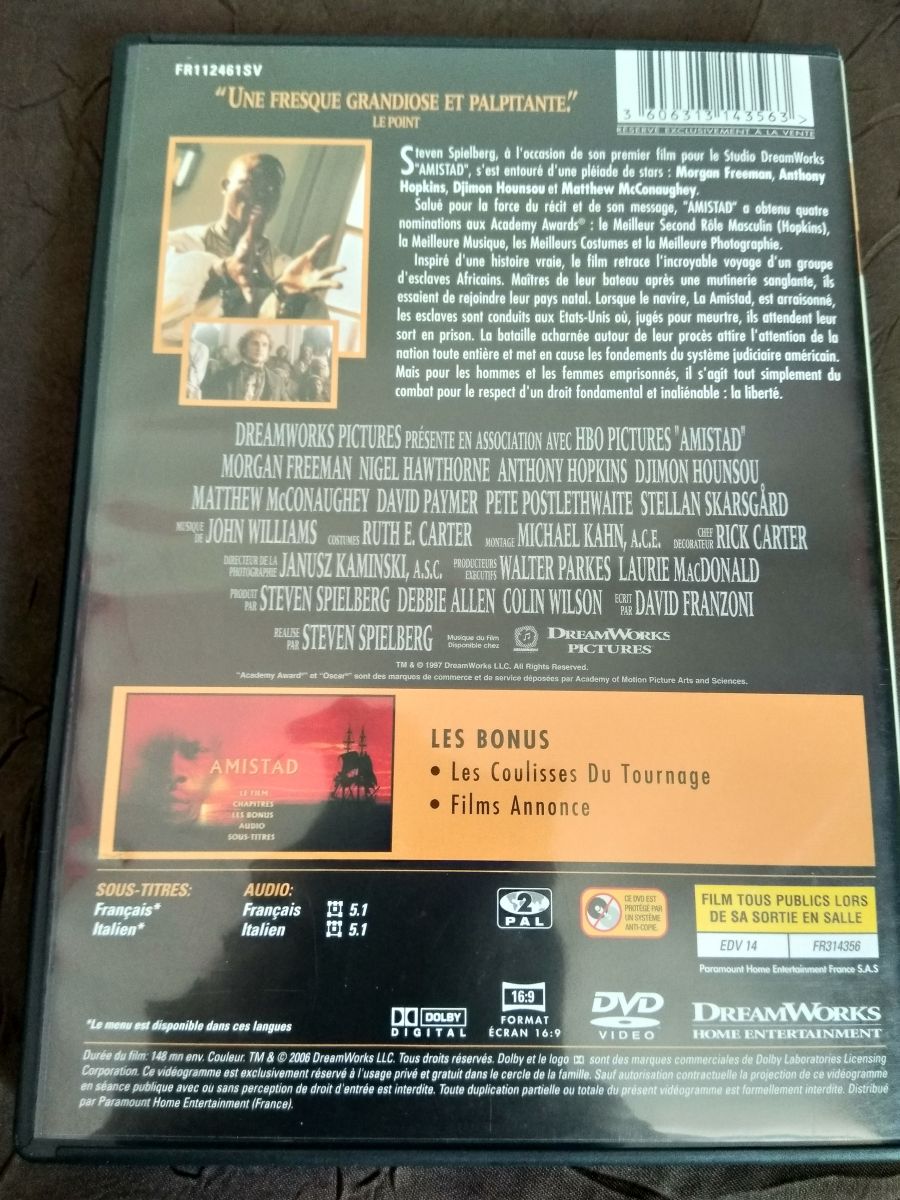 FR112461SV
“UNE FRESQUE GRANDIOSE ET PALPITANTE.”
LE POINT
3 606313 143563 >
RÉSERVÉ EXCLUSIVEMENT À LA VENTE
Steven Spielberg, à l'occasion de son premier film pour le Studio DreamWorks
"AMISTAD", s'est entouré d'une pléiade de stars : Morgan Freeman, Anthony
Hopkins, Djimon Hounsou et Matthew McConaughey.
Salué pour la force du récit et de son message, "AMISTAD" a obtenu quatre
nominations aux Academy Awards® : le Meilleur Second Rôle Masculin (Hopkins),
la Meilleure Musique, les Meilleurs Costumes et la Meilleure Photographie.
Inspiré d'une histoire vraie, le film retrace l'incroyable voyage d'un groupe
d'esclaves Africains. Maîtres de leur bateau après une mutinerie sanglante, ils
essaient de rejoindre leur pays natal. Lorsque le navire, La Amistad, est arraisonné,
les esclaves sont conduits aux Etats-Unis où, jugés pour meurtre, ils attendent leur
sort en prison. La bataille acharnée autour de leur procès attire l'attention de la
nation toute entière et met en cause les fondements du système judiciaire américain.
Mais pour les hommes et les femmes emprisonnés, il s'agit tout simplement du
combat pour le respect d'un droit fondamental et inaliénable : la liberté.
DREAMWORKS PICTURES PRÉSENTE EN ASSOCIATION AVEC HBO PICTURES "AMISTAD"
MORGAN FREEMAN NIGEL HAWTHORNE ANTHONY HOPKINS DJIMON HOUNSOU
MATTHEW McCONAUGHEY DAVID PAYMER PETE POSTLETHWAITE STELLAN SKARSGÅRD
MUSIQUE DE JOHN WILLIAMS COSTUMES RUTH E. CARTER MONTAGE MICHAEL KAHN, A.C.E. CHEF DECORATEUR RICK CARTER
DIRECTEUR DE LA PHOTOGRAPHIE JANUSZ KAMINSKI, A.S.C. PRODUCTEURS EXECUTIFS WALTER PARKES LAURIE MacDONALD
PRODUIT PAR STEVEN SPIELBERG DEBBIE ALLEN COLIN WILSON ECRIT PAR DAVID FRANZONI
REALISE PAR STEVEN SPIELBERG Musique du Film Disponible chez DREAMWORKS PICTURES
TM & © 1997 DreamWorks LLC. All Rights Reserved.
"Academy Award®" et "Oscar®" sont des marques de commerce et de service déposées par Academy of Motion Picture Arts and Sciences.
AMISTAD
LE FILM
CHAPITRES
LES BONUS
AUDIO
SOUS-TITRES
LES BONUS
• Les Coulisses Du Tournage
• Films Annonce
SOUS-TITRES:
Français*
Italien*
AUDIO:
Français 5.1
Italien 5.1
2
PAL
CE DVD EST
PROTÉGÉ PAR
UN SYSTÈME
ANTI-COPIE.
FILM TOUS PUBLICS LORS
DE SA SORTIE EN SALLE
EDV 14 FR314356
Paramount Home Entertainment France S.A.S
*Le menu est disponible dans ces langues
DOLBY
DIGITAL
16:9
FORMAT
ÉCRAN 16:9
DVD
VIDEO
DREAMWORKS
HOME ENTERTAINMENT
Durée du film: 148 mn env. Couleur. TM & © 2006 DreamWorks LLC. Tous droits réservés. Dolby et le logo sont des marques commerciales de Dolby Laboratories Licensing
Corporation. Ce vidéogramme est exclusivement réservé à l'usage privé et gratuit dans le cercle de la famille. Sauf autorisation contractuelle la projection de ce vidéogramme
en séance publique avec ou sans perception de droit d'entrée est interdite. Toute duplication partielle ou totale du présent vidéogramme est formellement interdite. Distribué
par Paramount Home Entertainment (France).